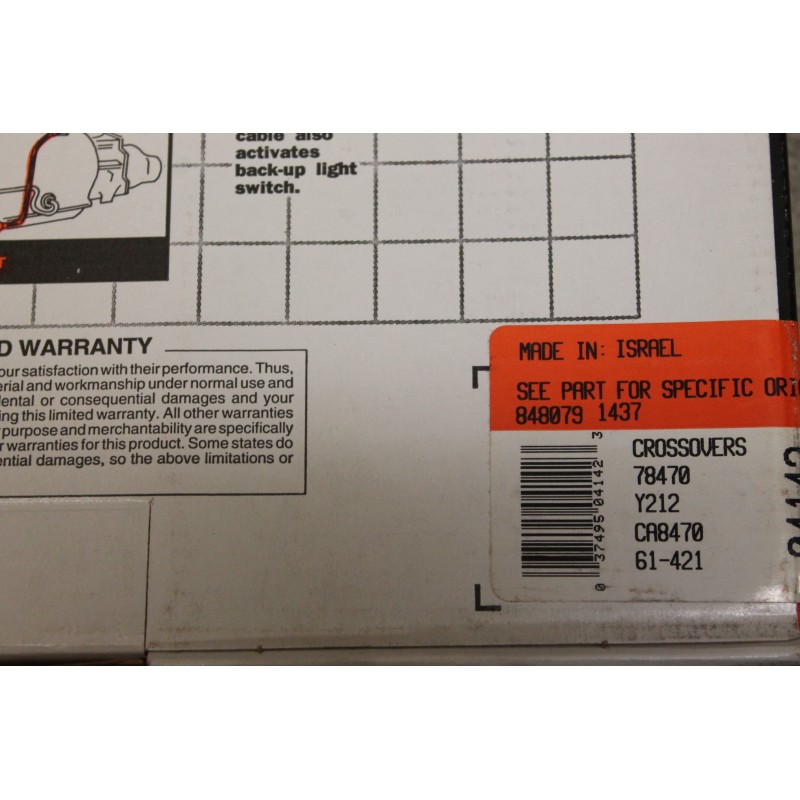 cable also
activates
back-up light
switch.
T
D WARRANTY
our satisfaction with their performance. Thus,
erial and workmanship under normal use and
dental or consequential damages and your
ing this limited warranty. All other warranties
purpose and merchantability are specifically
r warranties for this product. Some states do
ential damages, so the above limitations or
MADE IN: ISRAEL
SEE PART FOR SPECIFIC ORI
848079 1437
CROSSOVERS
78470
Y212
CA8470
61-421
0 37495 04142 3
04142